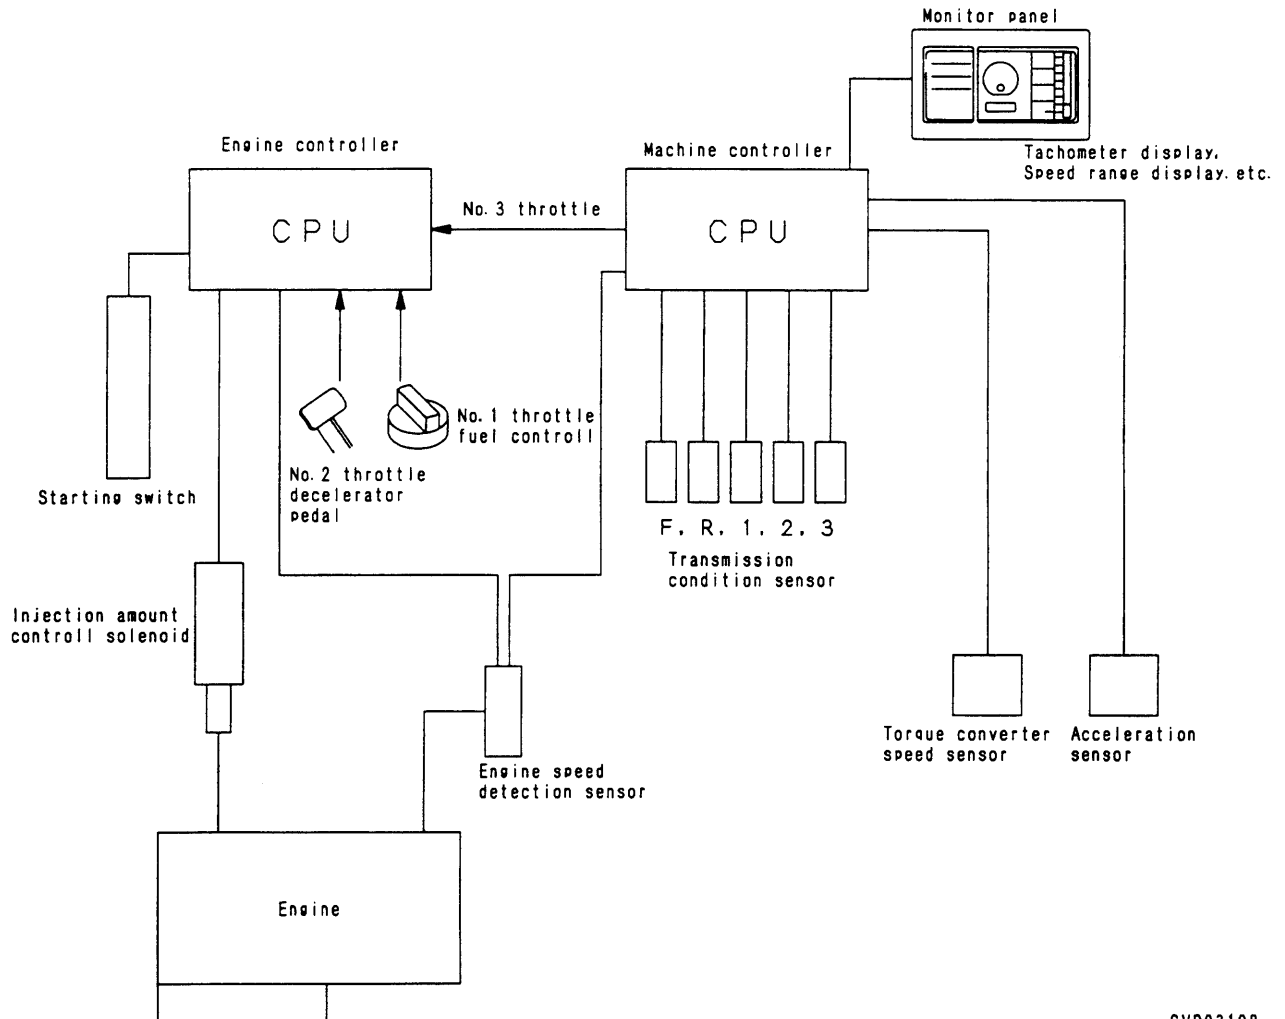 Monitor panel
Tachometer display,
Speed range display, etc.
Engine controller
Machine controller
CPU
No. 3 throttle
CPU
No. 1 throttle
fuel controll
No. 2 throttle
decelerator
pedal
Starting switch
F, R, 1, 2, 3
Transmission
condition sensor
Injection amount
controll solenoid
Torque converter
speed sensor
Acceleration
sensor
Engine speed
detection sensor
Engine